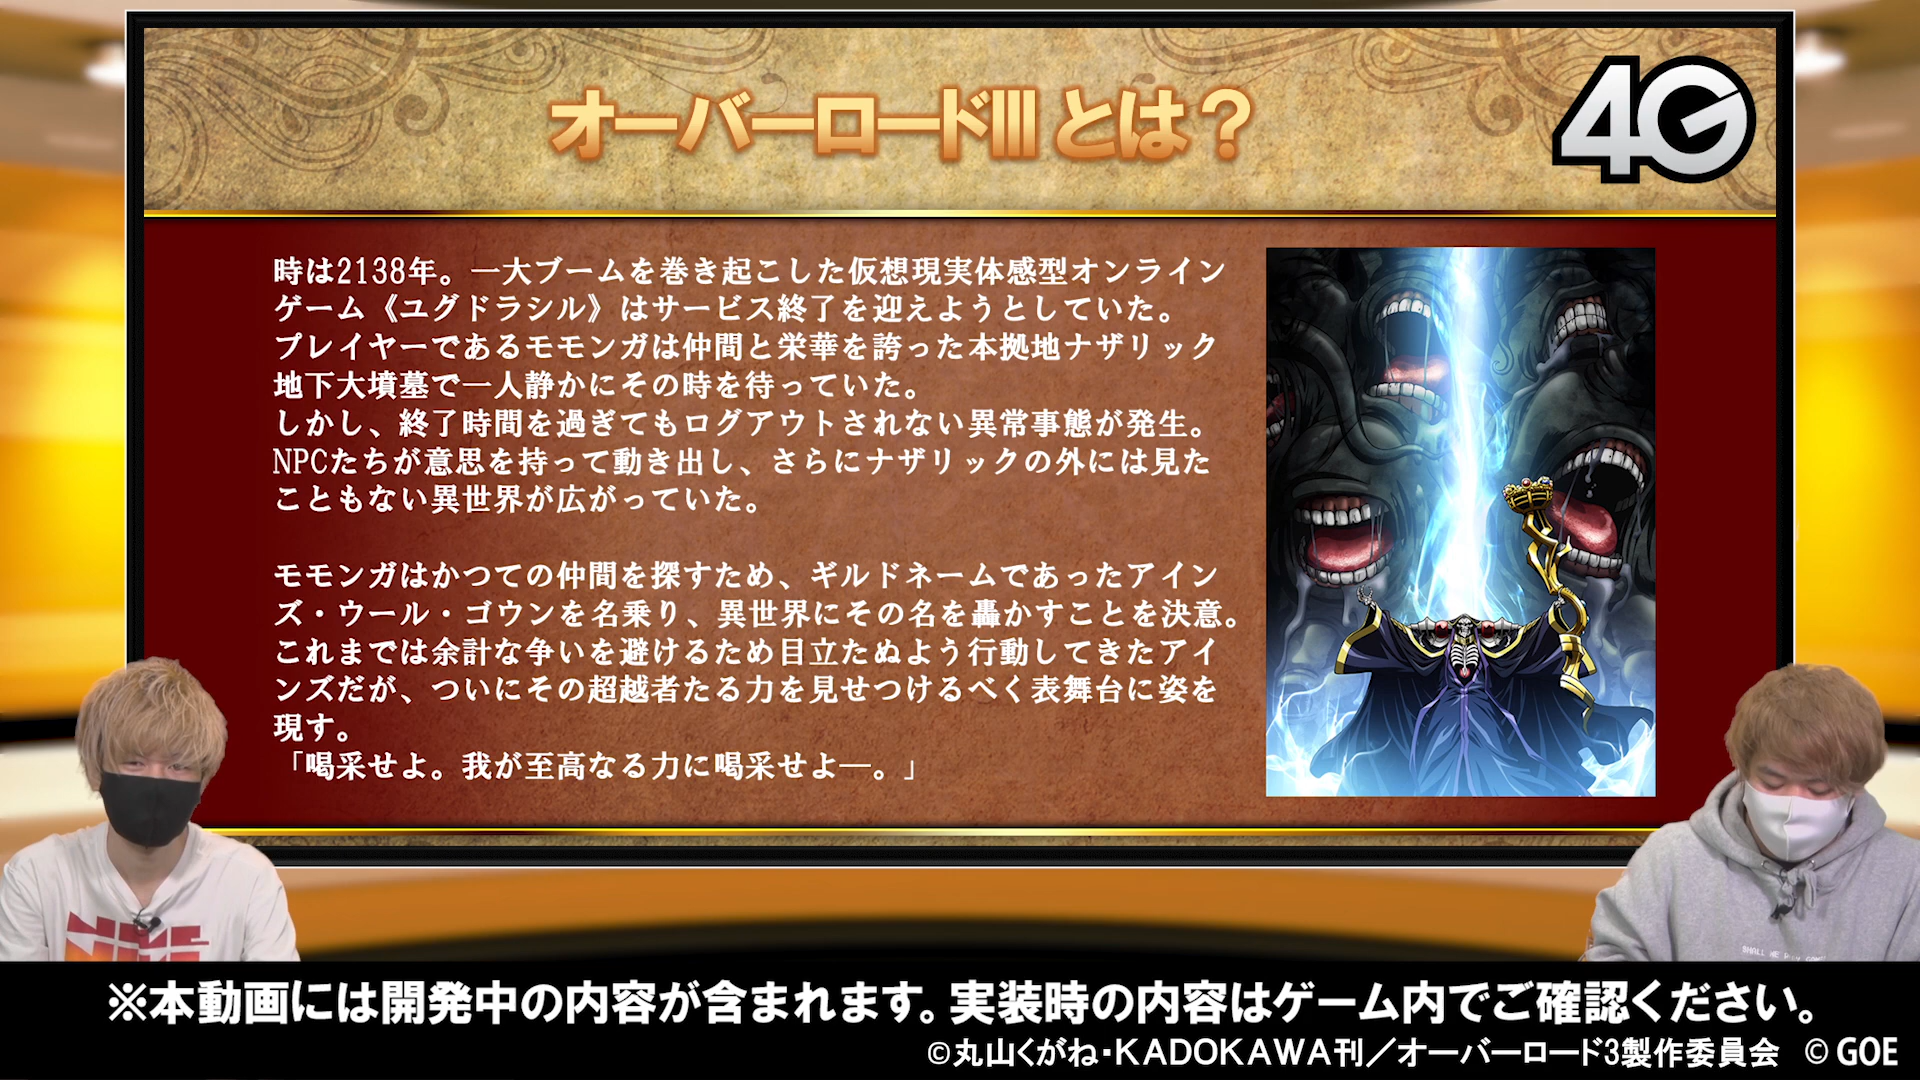 オーバーロードIIIとは？
4G
時は2138年。一大ブームを巻き起こした仮想現実体感型オンライン
ゲーム《ユグドラシル》はサービス終了を迎えようとしていた。
プレイヤーであるモモンガは仲間と栄華を誇った本拠地ナザリック
地下大墳墓で一人静かにその時を待っていた。
しかし、終了時間を過ぎてもログアウトされない異常事態が発生。
NPCたちが意思を持って動き出し、さらにナザリックの外には見た
こともない異世界が広がっていた。
モモンガはかつての仲間を探すため、ギルドネームであったアイン
ズ・ウール・ゴウンを名乗り、異世界にその名を轟かすことを決意。
これまでは余計な争いを避けるため目立たぬよう行動してきたアイ
ンズだが、ついにその超越者たる力を見せつけるべく表舞台に姿を
現す。
「喝采せよ。我が至高なる力に喝采せよ―。」
※本動画には開発中の内容が含まれます。実装時の内容はゲーム内でご確認ください。
©丸山くがね・KADOKAWA刊／オーバーロード3製作委員会 © GOE